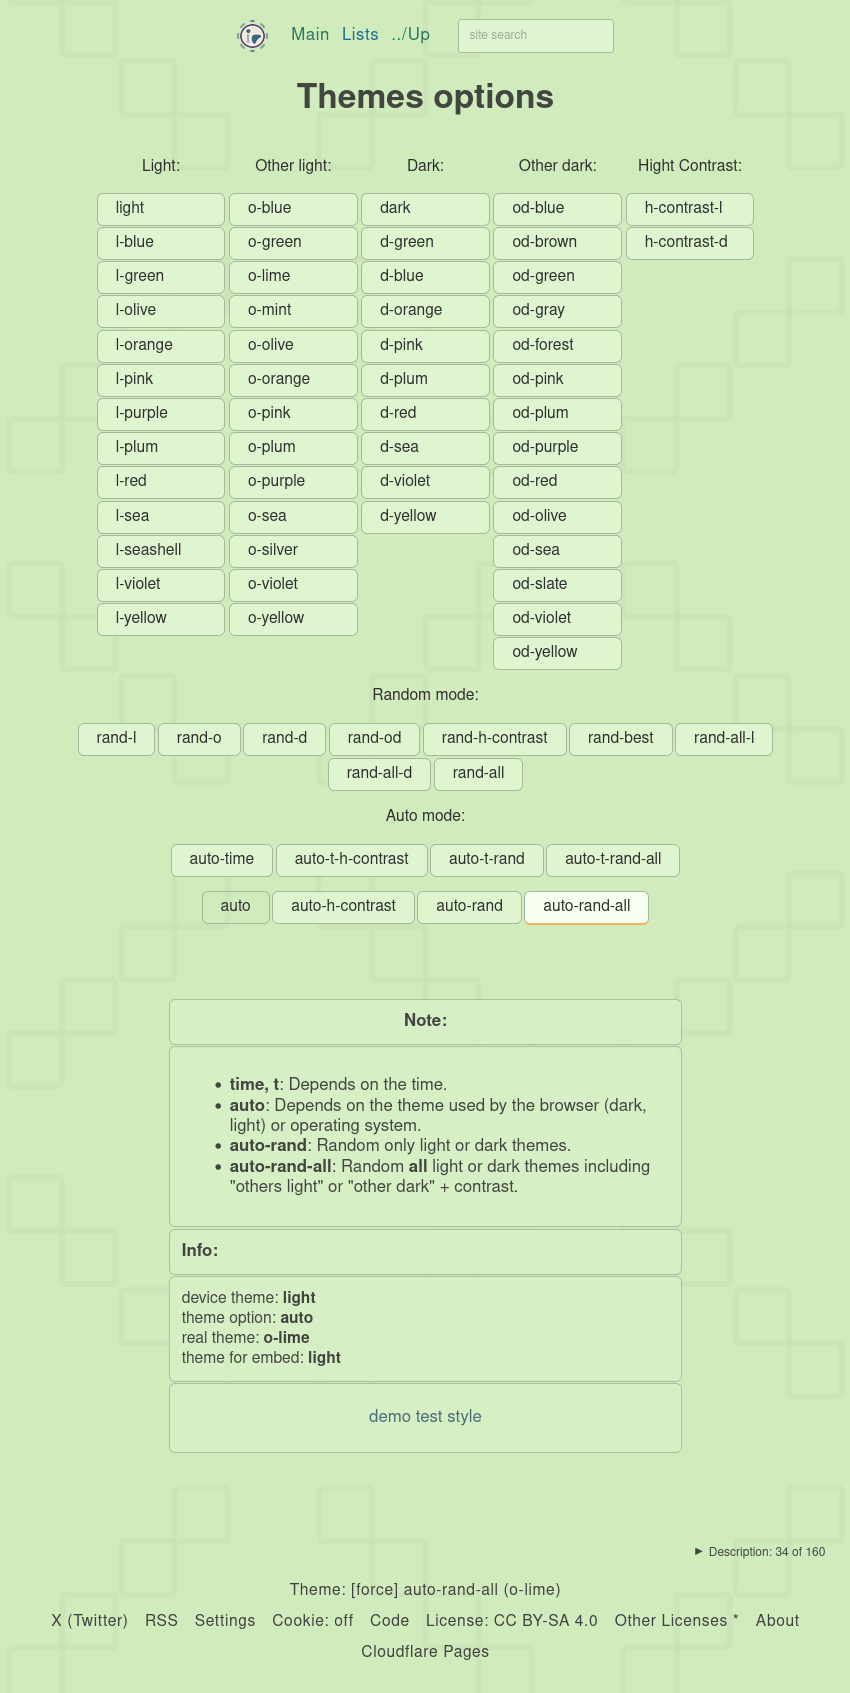 Main Lists ../Up site search
Themes options
Light:
light
l-blue
l-green
l-olive
l-orange
l-pink
l-purple
l-plum
l-red
l-sea
l-seashell
l-violet
l-yellow
Other light:
o-blue
o-green
o-lime
o-mint
o-olive
o-orange
o-pink
o-plum
o-purple
o-sea
o-silver
o-violet
o-yellow
Dark:
dark
d-green
d-blue
d-orange
d-pink
d-plum
d-red
d-sea
d-violet
d-yellow
Other dark:
od-blue
od-brown
od-green
od-gray
od-forest
od-pink
od-plum
od-purple
od-red
od-olive
od-sea
od-slate
od-violet
od-yellow
Hight Contrast:
h-contrast-l
h-contrast-d
Random mode:
rand-l rand-o rand-d rand-od rand-h-contrast rand-best rand-all-l
rand-all-d rand-all
Auto mode:
auto-time auto-t-h-contrast auto-t-rand auto-t-rand-all
auto auto-h-contrast auto-rand auto-rand-all
Note:
• time, t: Depends on the time.
• auto: Depends on the theme used by the browser (dark,
light) or operating system.
• auto-rand: Random only light or dark themes.
• auto-rand-all: Random all light or dark themes including
"others light" or "other dark" + contrast.
Info:
device theme: light
theme option: auto
real theme: o-lime
theme for embed: light
demo test style
► Description: 34 of 160
Theme: [force] auto-rand-all (o-lime)
X (Twitter) RSS Settings Cookie: off Code License: CC BY-SA 4.0 Other Licenses * About
Cloudflare Pages